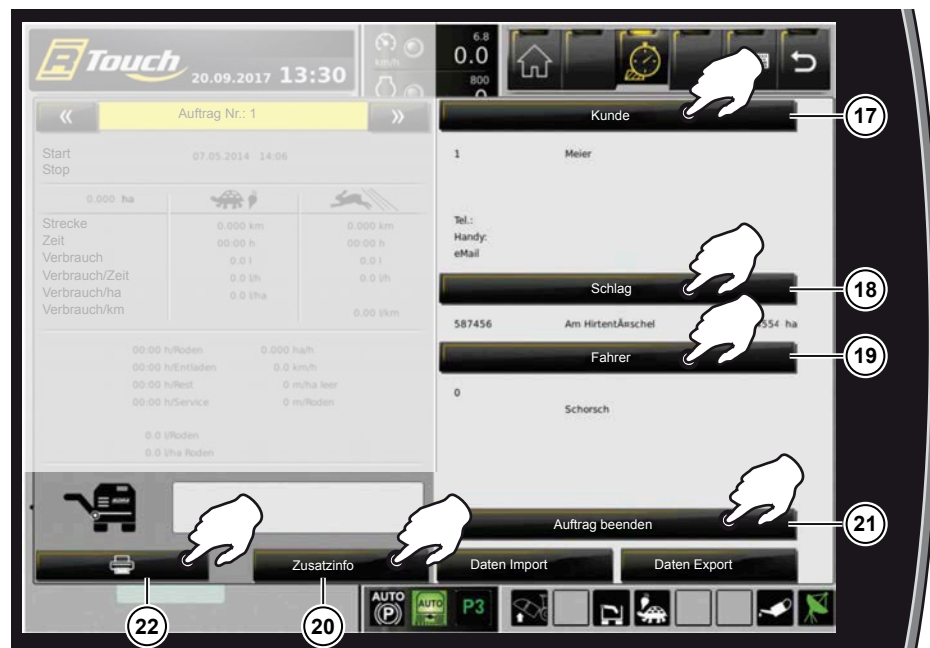 R Touch 20.09.2017 13:30
km/h
6.8
0.0
800
« Auftrag Nr.: 1 »
Start 07.05.2014 14:06
Stop
0.000 ha
Strecke 0.000 km 0.000 km
Zeit 00:00 h 00:00 h
Verbrauch 0.0 l 0.0 l
Verbrauch/Zeit 0.0 l/h 0.0 l/h
Verbrauch/ha 0.0 l/ha
Verbrauch/km 0.00 l/km
00:00 h/Roden 0.000 ha/h
00:00 h/Entladen 0.0 km/h
00:00 h/Rest 0 m/ha leer
00:00 h/Service 0 m/Roden
0.0 l/Roden
0.0 l/ha Roden
Kunde
17
1 Meier
Tel.:
Handy:
eMail
Schlag
18
587456 Am HirtentÄ¤schel 554 ha
Fahrer
19
0
Schorsch
Auftrag beenden
21
Zusatzinfo
Daten Import
Daten Export
22
20
AUTO
(P)
AUTO
P3